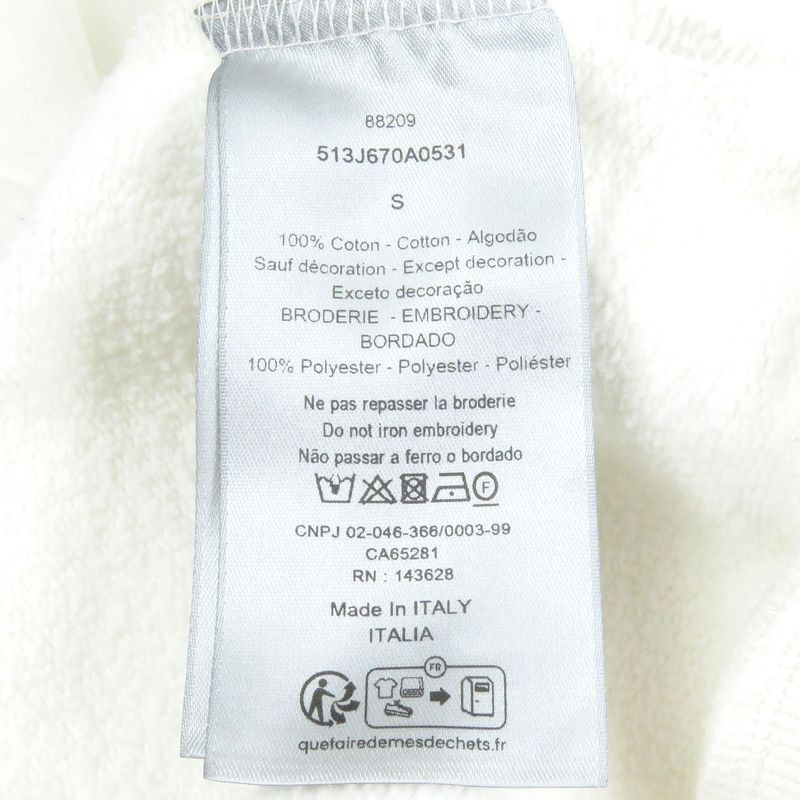 88209
513J670A0531
S
100% Coton - Cotton - Algodão
Sauf décoration - Except decoration -
Exceto decoração
BRODERIE - EMBROIDERY -
BORDADO
100% Polyester - Polyester - Poliéster
Ne pas repasser la broderie
Do not iron embroidery
Não passar a ferro o bordado
F
CNPJ 02-046-366/0003-99
CA65281
RN : 143628
Made In ITALY
ITALIA
FR
quefairedemesdechets.fr